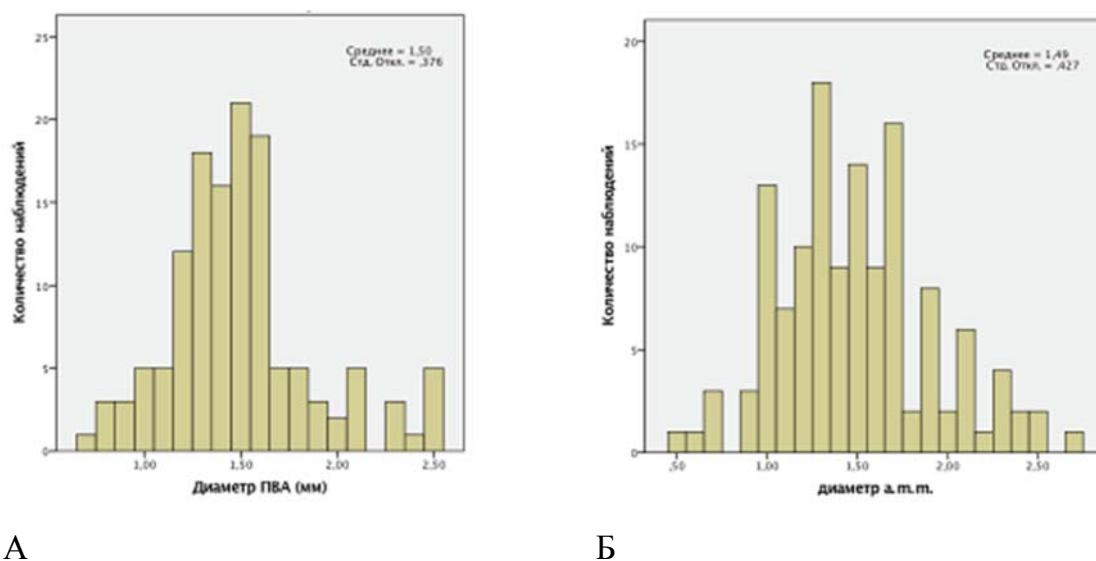 Среднее = 1,50
Стд. Откл. = ,376
25
20
15
10
5
0
Количество наблюдений
1,00 1,50 2,00 2,50
Диаметр ПВА (мм)
А
Среднее = 1,49
Стд. Откл. = ,427
20
15
10
5
0
Количество наблюдений
,50 1,00 1,50 2,00 2,50
диаметр a.m.m.
Б